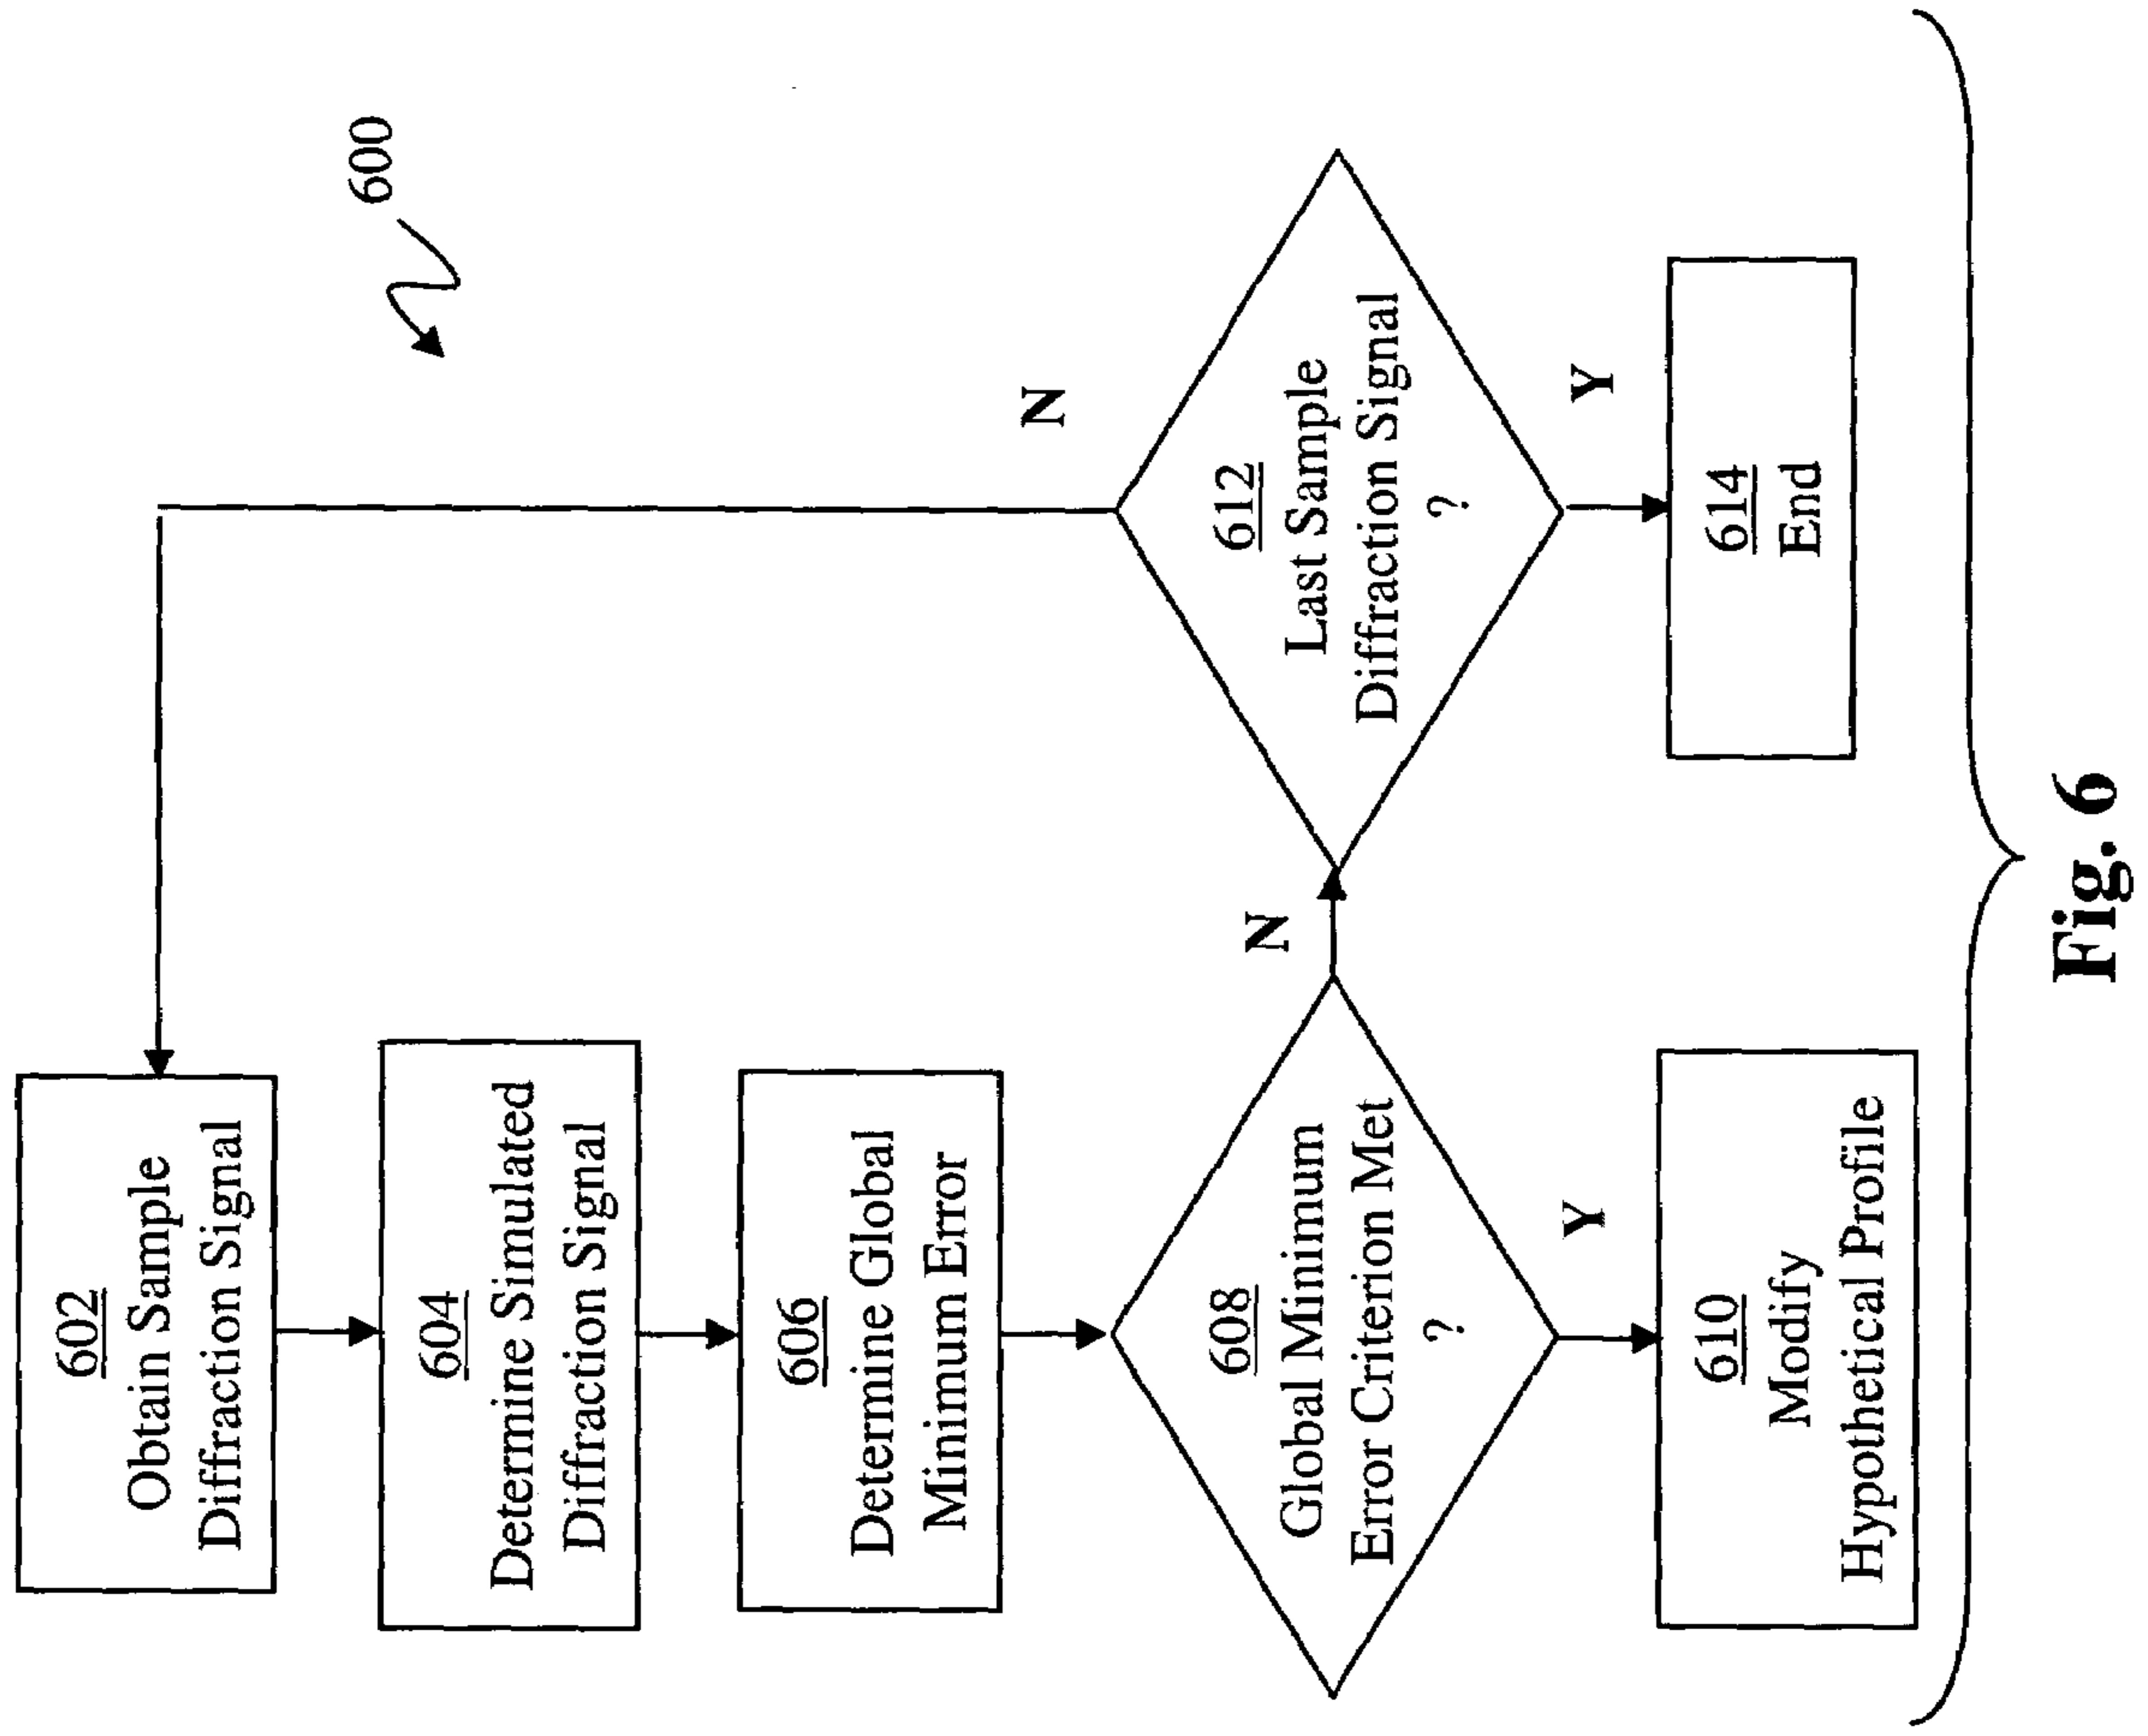 600
602
Obtain Sample
Diffraction Signal
604
Determine Simulated
Diffraction Signal
606
Determine Global
Minimum Error
608
Global Minimum
Error Criterion Met
?
N
Y
610
Modify
Hypothetical Profile
612
Last Sample
Diffraction Signal
?
N
Y
614
End
Fig. 6